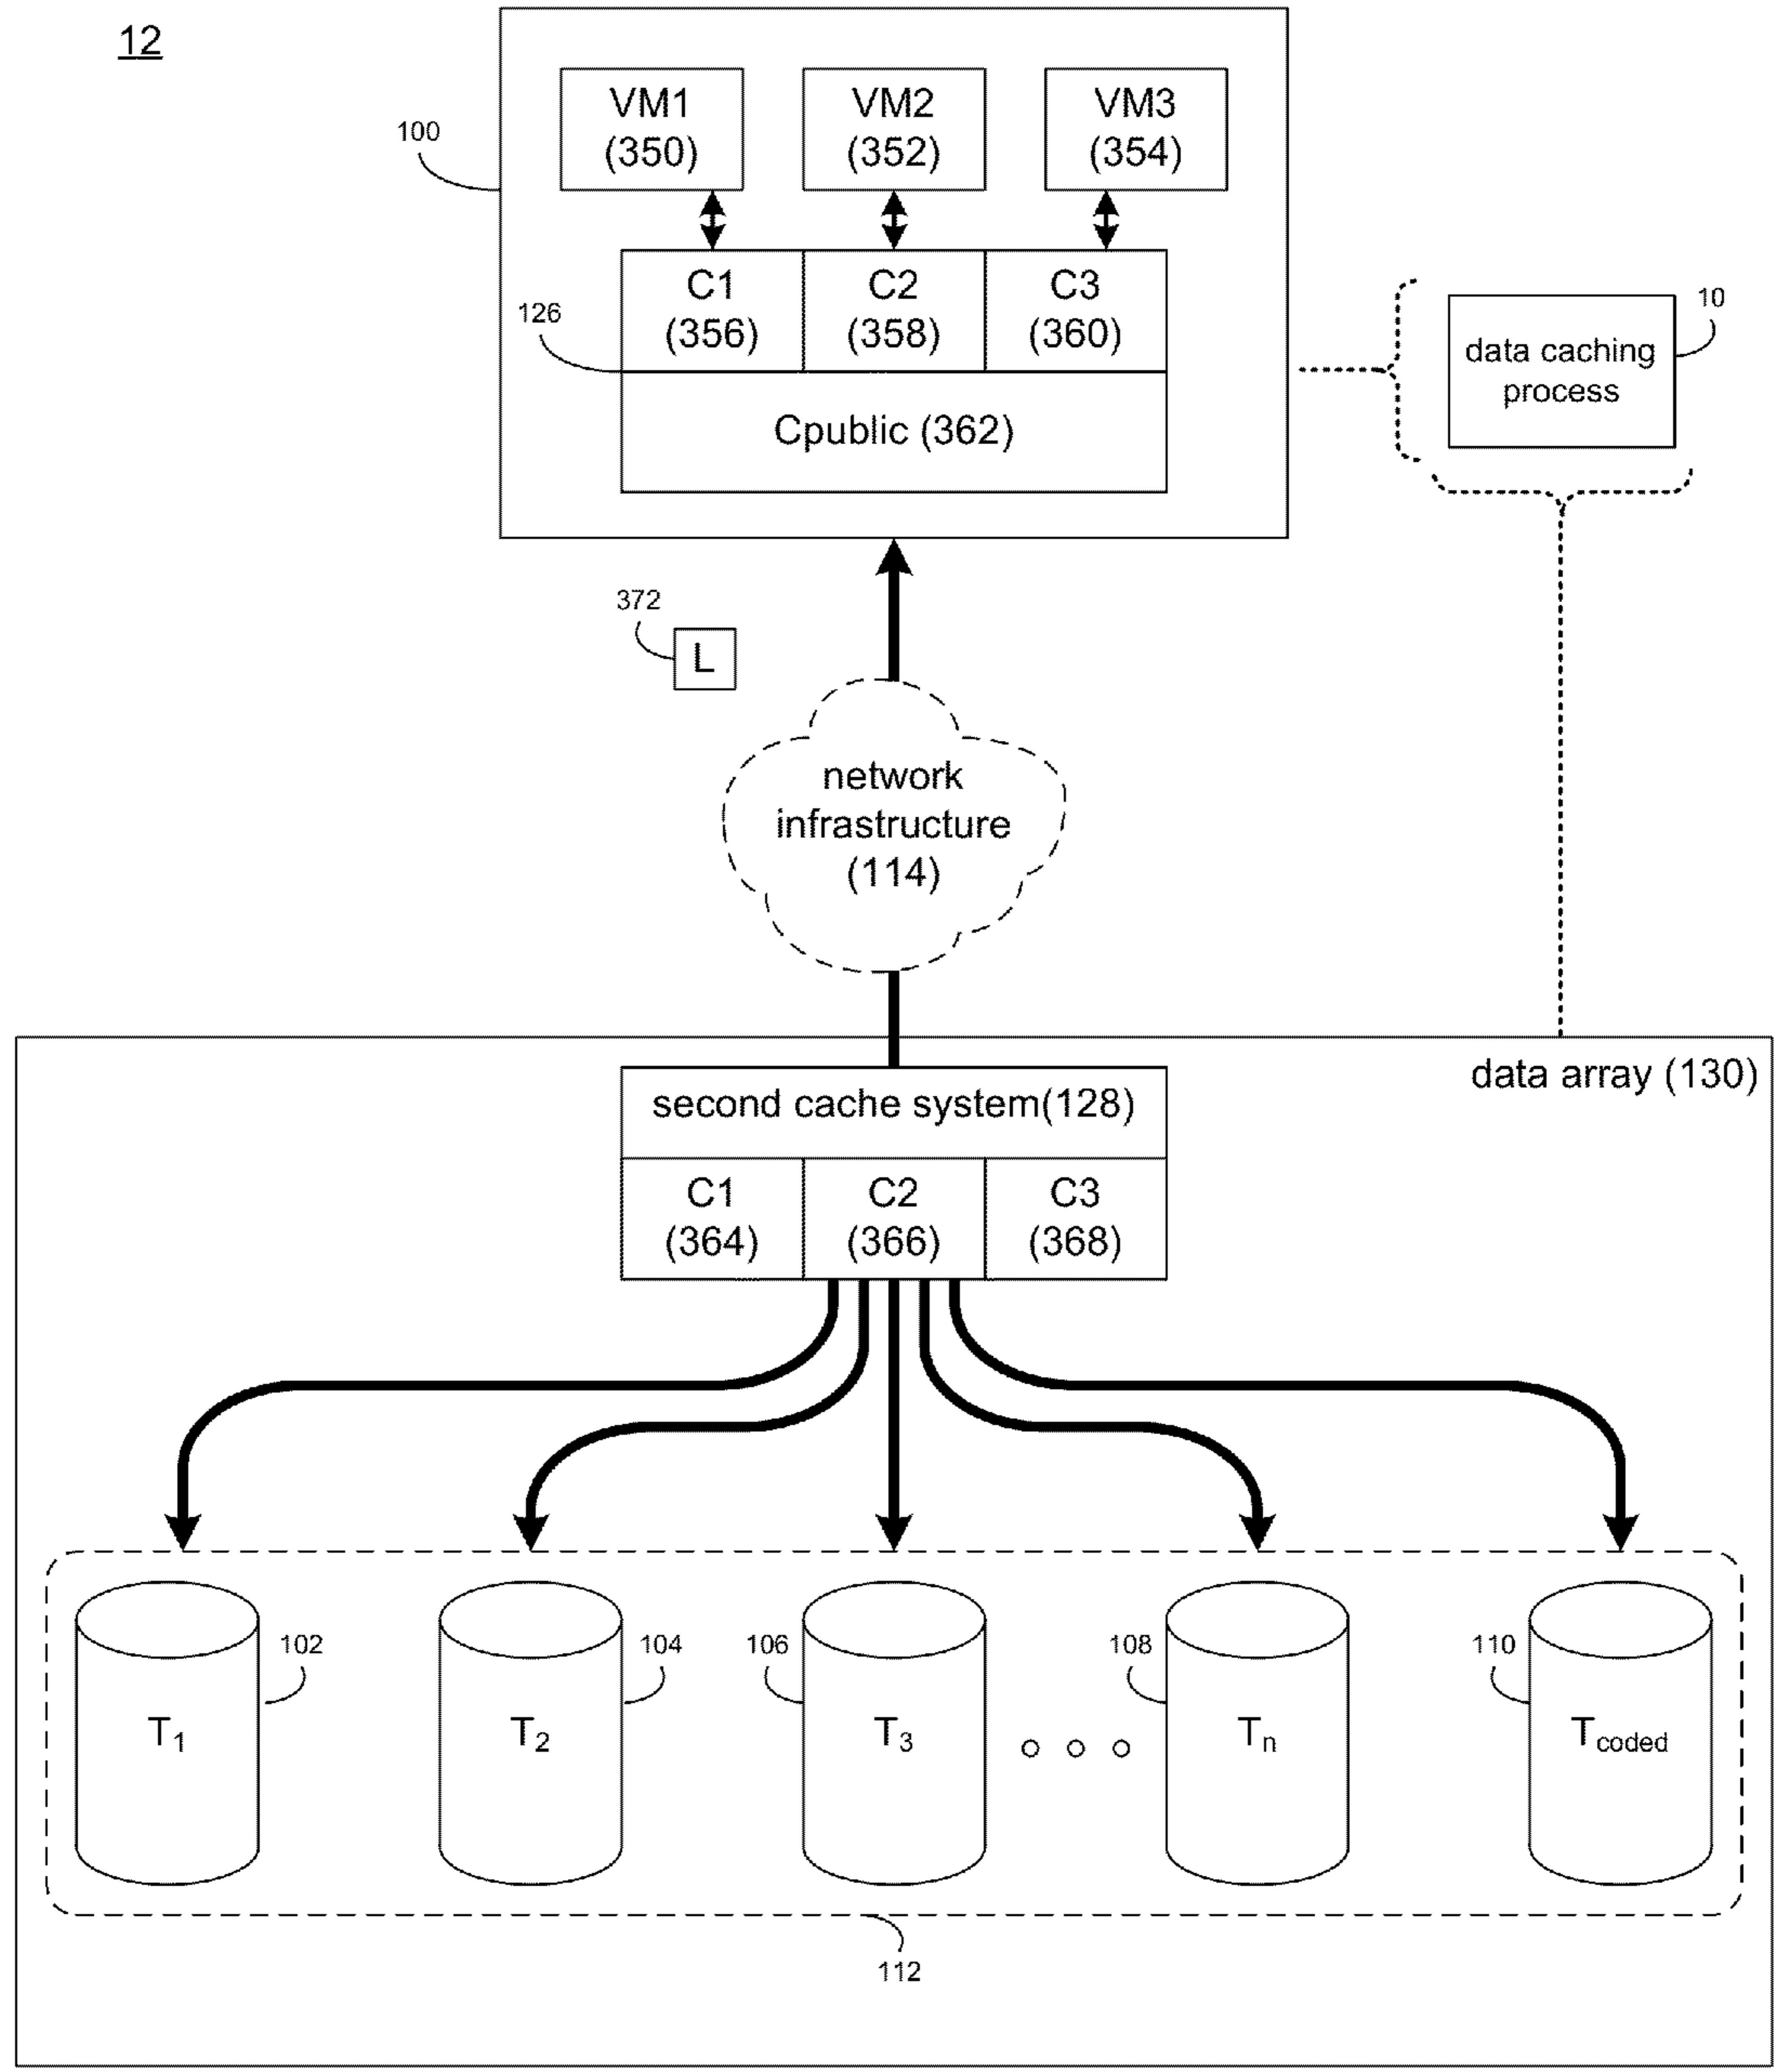 12
VM1
(350)
VM2
(352)
VM3
(354)
100
C1
(356)
C2
(358)
C3
(360)
126
Cpublic (362)
10
data caching
process
372
L
network
infrastructure
(114)
data array (130)
second cache system(128)
C1
(364)
C2
(366)
C3
(368)
102
104
106
108
110
T1
T2
T3
Tn
Tcoded
112